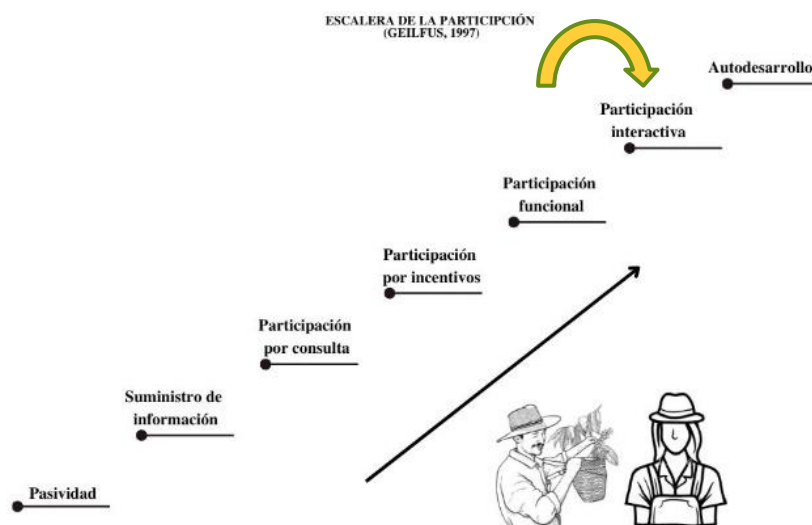 ESCALERA DE LA PARTICIPCIÓN
(GEILFUS, 1997)
Autodesarrollo
Participación
interactiva
Participación
funcional
Participación
por incentivos
Participación
por consulta
Suministro de
información
Pasividad